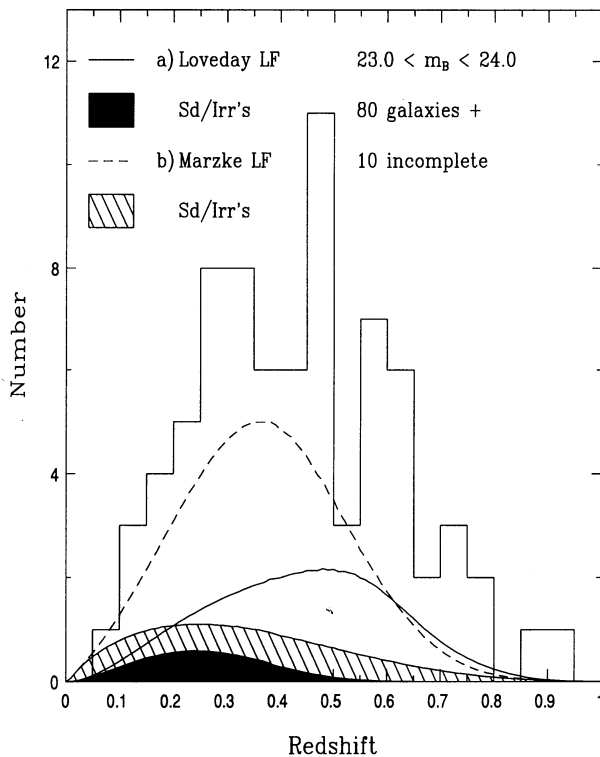 a) Loveday LF 23.0 < m_B < 24.0
Sd/Irr's 80 galaxies +
b) Marzke LF 10 incomplete
Sd/Irr's
12
8
4
0
Number
0 0.1 0.2 0.3 0.4 0.5 0.6 0.7 0.8 0.9 1
Redshift